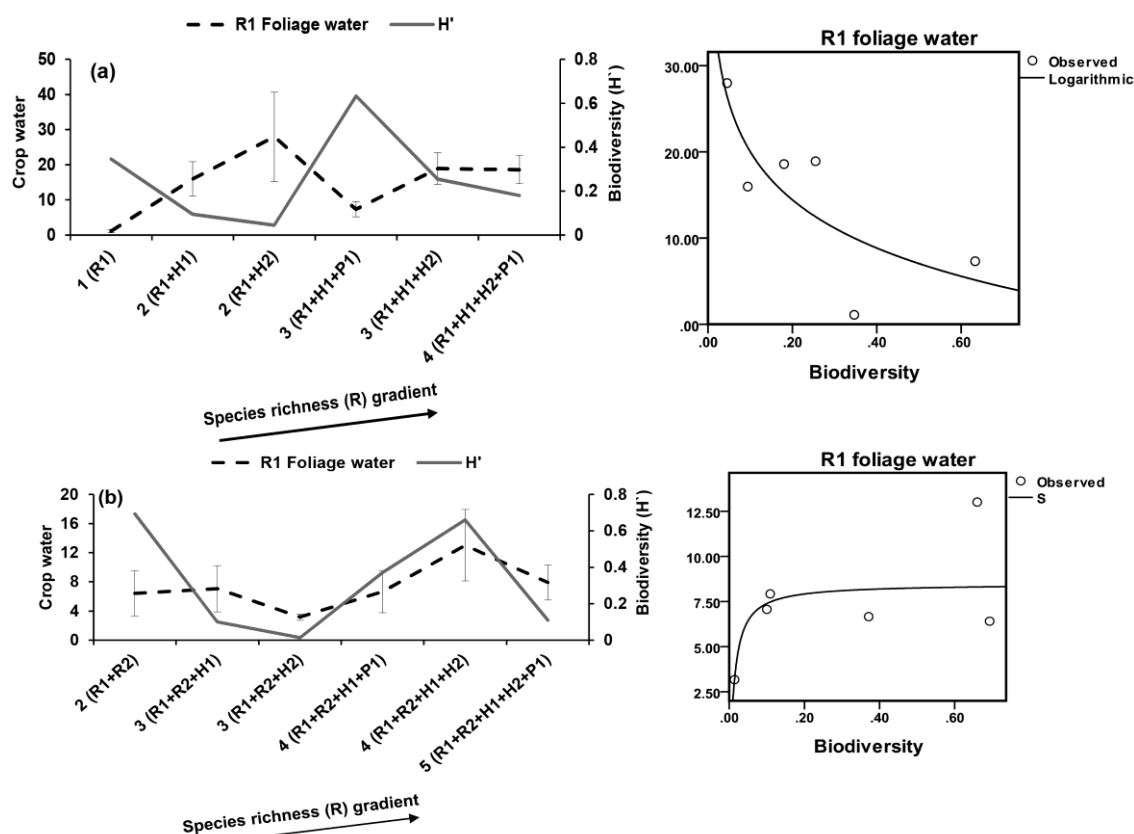 R1 Foliage water
H'
(a)
Crop water
50
40
30
20
10
0
Biodiversity (H`)
0.8
0.6
0.4
0.2
0
1 (R1)
2 (R1+H1)
2 (R1+H2)
3 (R1+H1+P1)
3 (R1+H1+H2)
4 (R1+H1+H2+P1)
Species richness (R) gradient
R1 foliage water
Observed
Logarithmic
30.00
20.00
10.00
.00
.00
.20
.40
.60
Biodiversity
R1 Foliage water
H'
(b)
Crop water
20
16
12
8
4
0
Biodiversity (H`)
0.8
0.6
0.4
0.2
0
2 (R1+R2)
3 (R1+R2+H1)
3 (R1+R2+H2)
4 (R1+R2+H1+P1)
4 (R1+R2+H1+H2)
5 (R1+R2+H1+H2+P1)
Species richness (R) gradient
R1 foliage water
Observed
S
12.50
10.00
7.50
5.00
2.50
.00
.20
.40
.60
Biodiversity